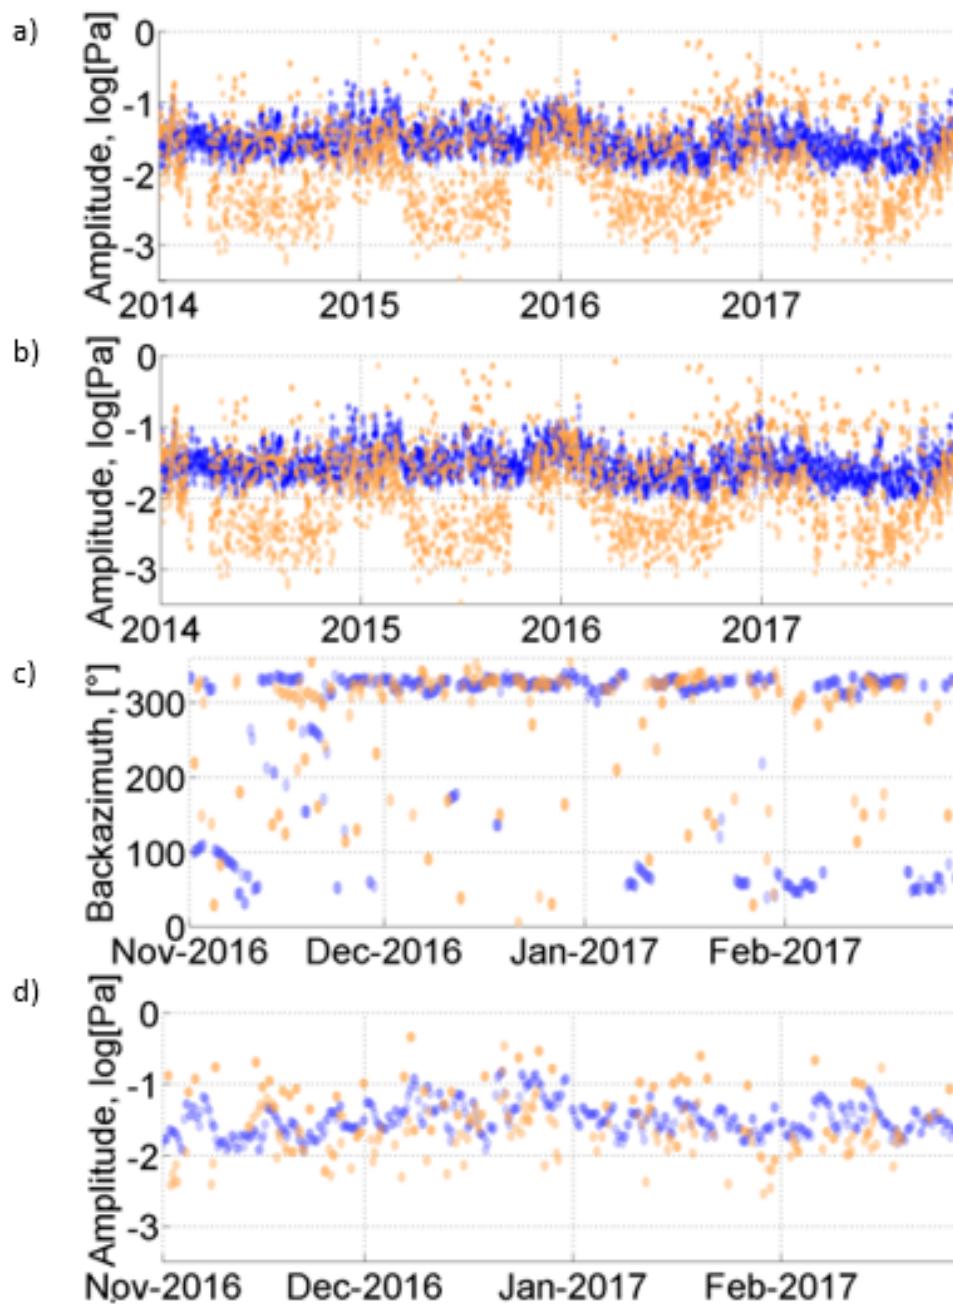 a)
Amplitude, log[Pa]
0
-1
-2
-3
2014 2015 2016 2017
b)
Amplitude, log[Pa]
0
-1
-2
-3
2014 2015 2016 2017
c)
Backazimuth, [°]
300
200
100
0
Nov-2016 Dec-2016 Jan-2017 Feb-2017
d)
Amplitude, log[Pa]
0
-1
-2
-3
Nov-2016 Dec-2016 Jan-2017 Feb-2017